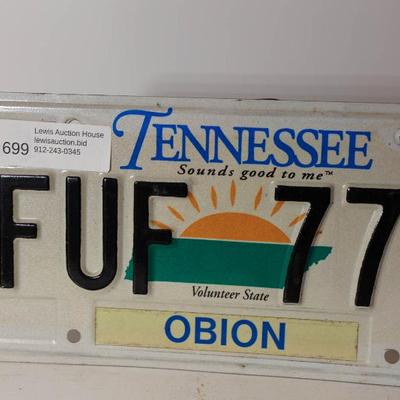 699
Lewis Auction House
lewisauction.bid
912-243-0345
TENNESSEE
Sounds good to me™
FUF 77
Volunteer State
OBION